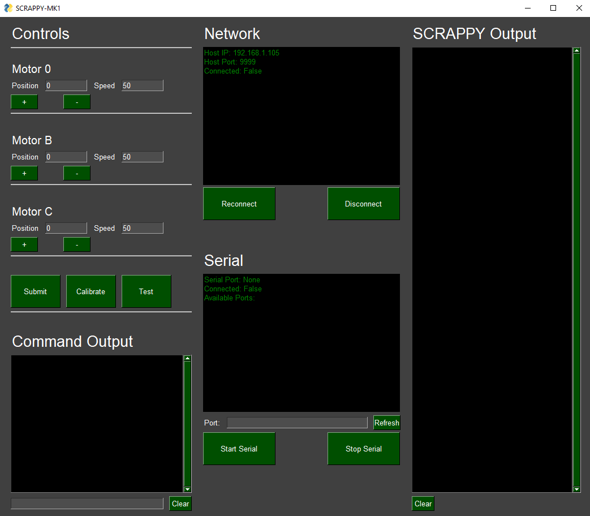 SCRAPPY-MK1
Controls
Motor 0
Position 0 Speed 50
+ -
Motor B
Position 0 Speed 50
+ -
Motor C
Position 0 Speed 50
+ -
Submit Calibrate Test
Command Output
Clear
Network
Host IP: 192.168.1.186
Host Port: 9999
Connected: False
Reconnect Disconnect
Serial
Serial Port: None
Connected: False
Available Ports:
Port: Refresh
Start Serial Stop Serial
SCRAPPY Output
Clear